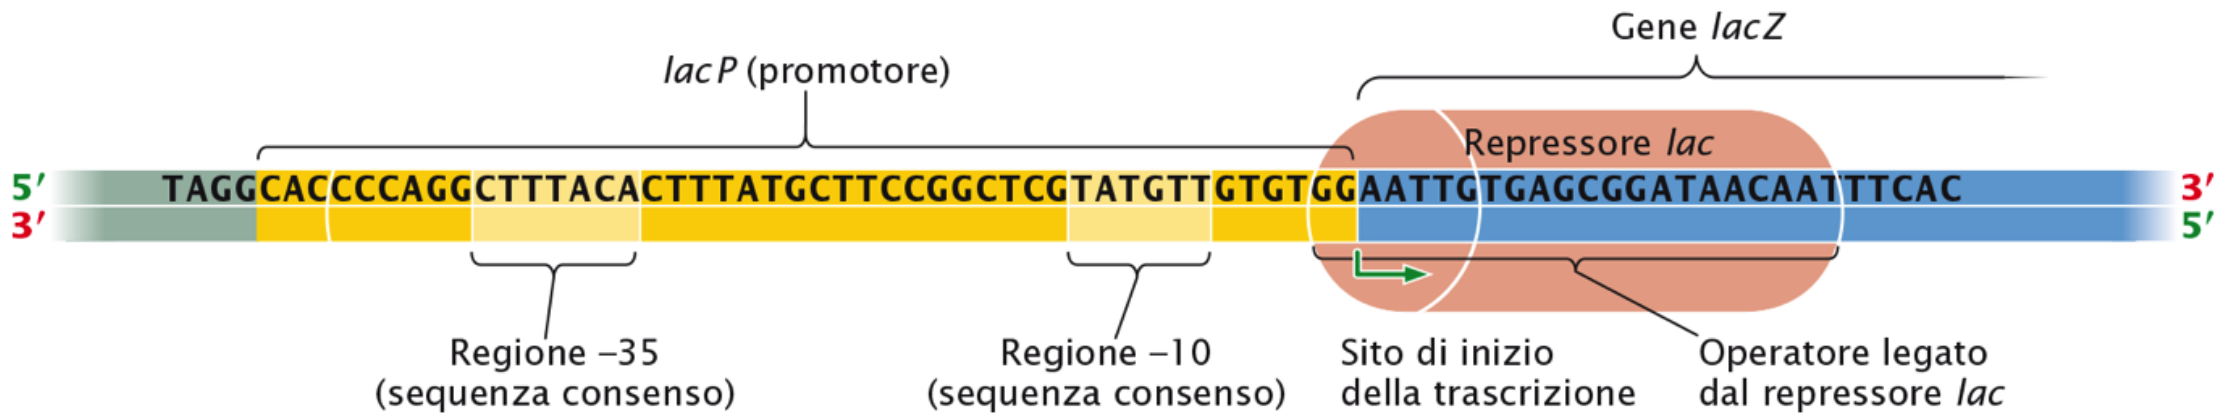 Gene lacZ
lacP (promotore)
Repressore lac
5′ TAGGCACCCCAGGCTTTACACTTTATGCTTCCGGCTCGTATGTTGTGTGGAATTGTGAGCGGATAACAATTTCAC 3′
3′ 5′
Regione –35
(sequenza consenso)
Regione –10
(sequenza consenso)
Sito di inizio
della trascrizione
Operatore legato
dal repressore lac